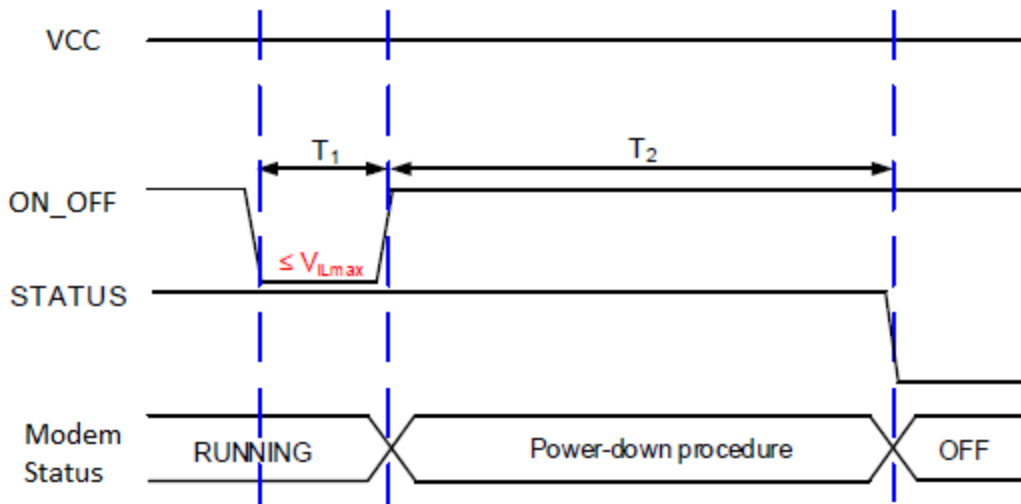 VCC
T1
T2
ON_OFF
≤ VILmax
STATUS
Modem
Status
RUNNING
Power-down procedure
OFF